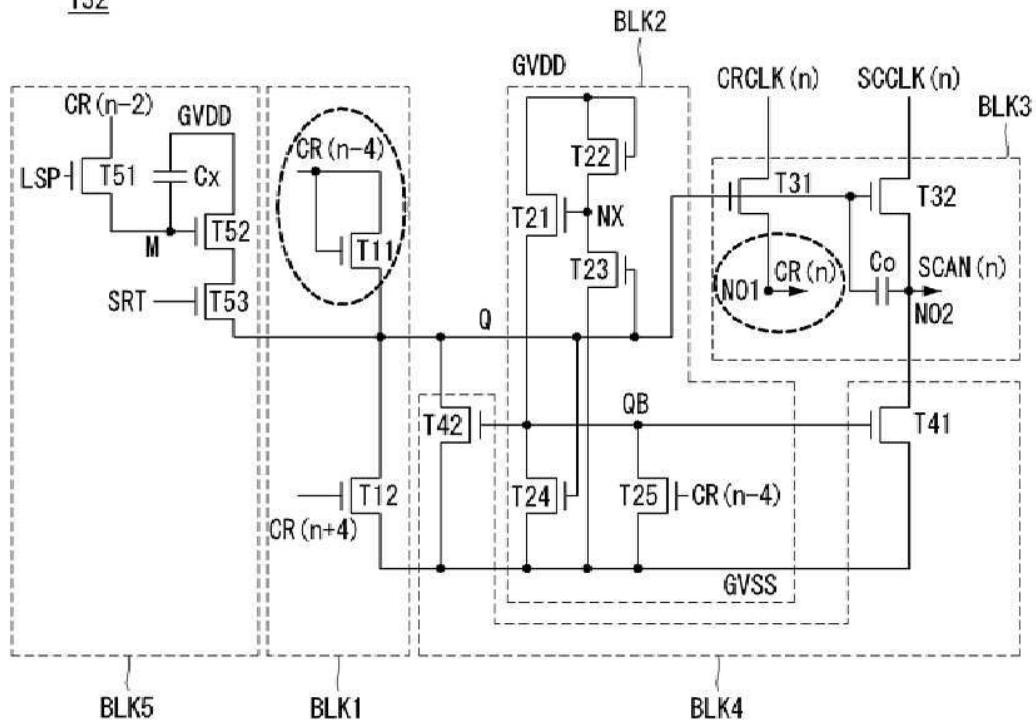 BLK2
GVDD
CRCLK(n)
SCCLK(n)
BLK3
CR(n-2)
GVDD
CR(n-4)
LSP
T51
Cx
T22
T31
T32
T21
NX
M
T52
T11
T23
CR(n)
Co
SCAN(n)
NO1
NO2
SRT
T53
Q
QB
T42
T41
T12
T24
T25
CR(n-4)
CR(n+4)
GVSS
BLK5
BLK1
BLK4